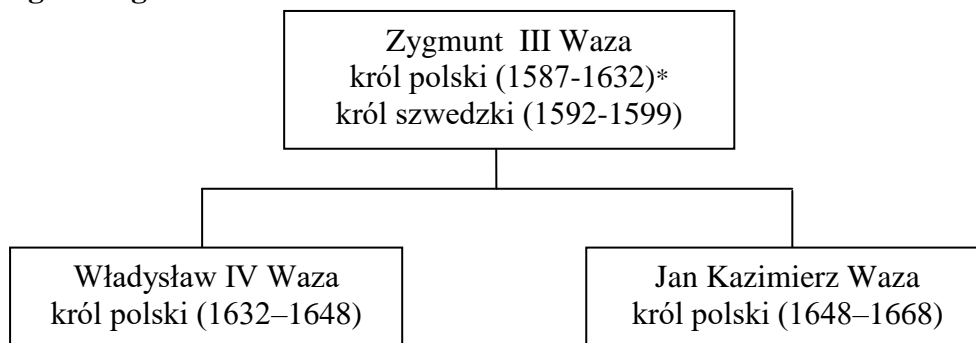 Zygmunt III Waza
król polski (1587-1632)*
król szwedzki (1592-1599)
Władysław IV Waza
król polski (1632–1648)
Jan Kazimierz Waza
król polski (1648–1668)